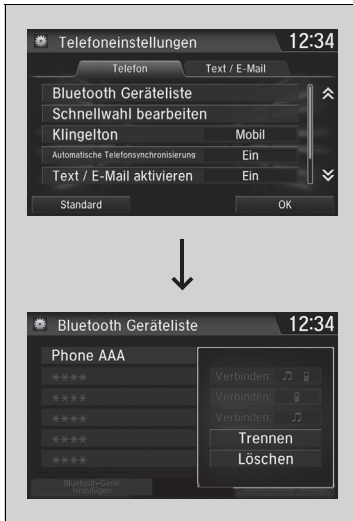 Telefoneinstellungen 12:34
Telefon Text / E-Mail
Bluetooth Geräteliste
Schnellwahl bearbeiten
Klingelton Mobil
Automatische Telefonsynchronisierung Ein
Text / E-Mail aktivieren Ein
Standard OK
Bluetooth Geräteliste 12:34
Phone AAA
**** Verbinden:
**** Verbinden:
**** Verbinden:
**** Trennen
**** Löschen
Bluetooth-Gerät
hinzufügen